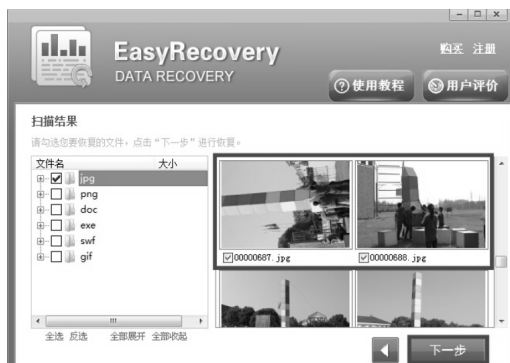 EasyRecovery
DATA RECOVERY
购买 注册
使用教程
用户评价
扫描结果
请勾选您要恢复的文件，点击“下一步”进行恢复。
文件名 大小
jpg
png
doc
exe
swf
gif
00000687.jpg
00000688.jpg
全选 反选 全部展开 全部收起
下一步